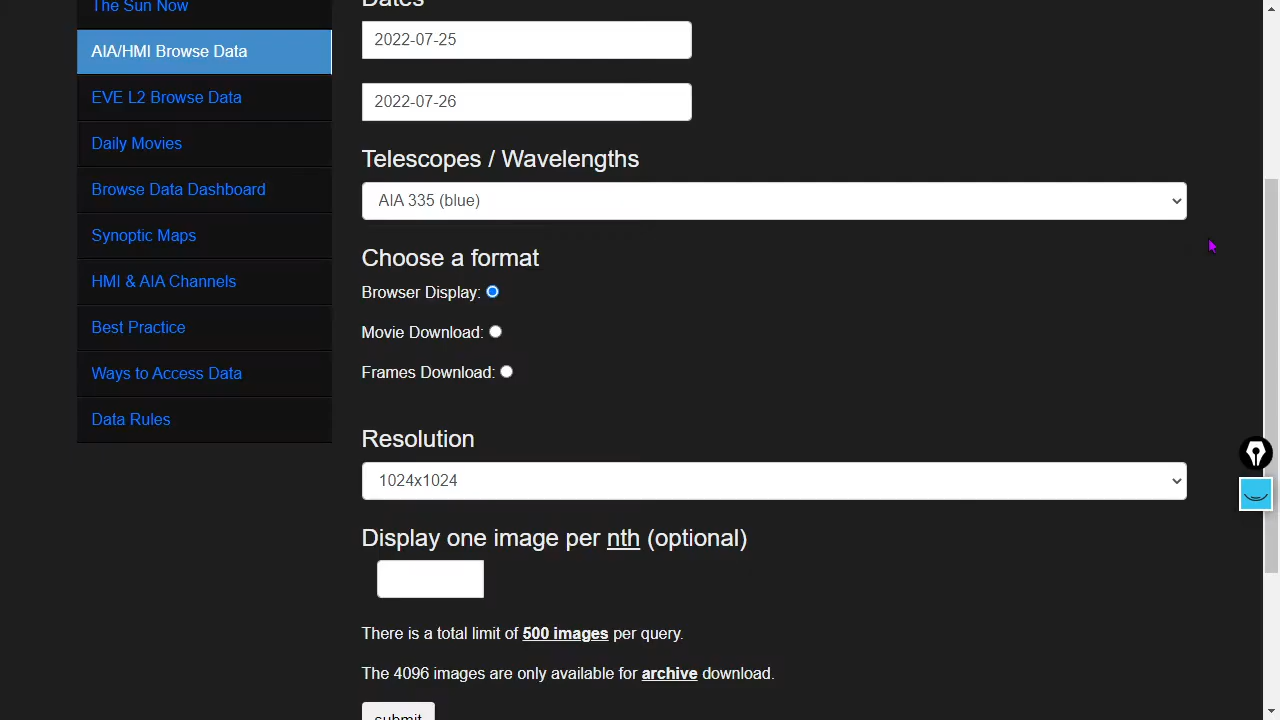 The Sun Now
AIA/HMI Browse Data
EVE L2 Browse Data
Daily Movies
Browse Data Dashboard
Synoptic Maps
HMI & AIA Channels
Best Practice
Ways to Access Data
Data Rules
Dates
2022-07-25
2022-07-26
Telescopes / Wavelengths
AIA 335 (blue)
Choose a format
Browser Display:
Movie Download:
Frames Download:
Resolution
1024x1024
Display one image per nth (optional)
There is a total limit of 500 images per query.
The 4096 images are only available for archive download.
submit